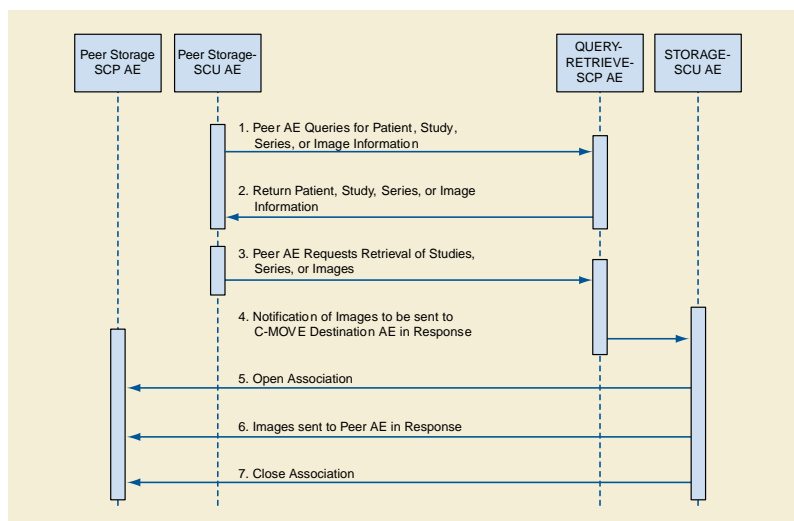 Peer Storage
SCP AE
Peer Storage-
SCU AE
QUERY-
RETRIEVE-
SCP AE
STORAGE-
SCU AE
1. Peer AE Queries for Patient, Study,
Series, or Image Information
2. Return Patient, Study, Series, or Image
Information
3. Peer AE Requests Retrieval of Studies,
Series, or Images
4. Notification of Images to be sent to
C-MOVE Destination AE in Response
5. Open Association
6. Images sent to Peer AE in Response
7. Close Association